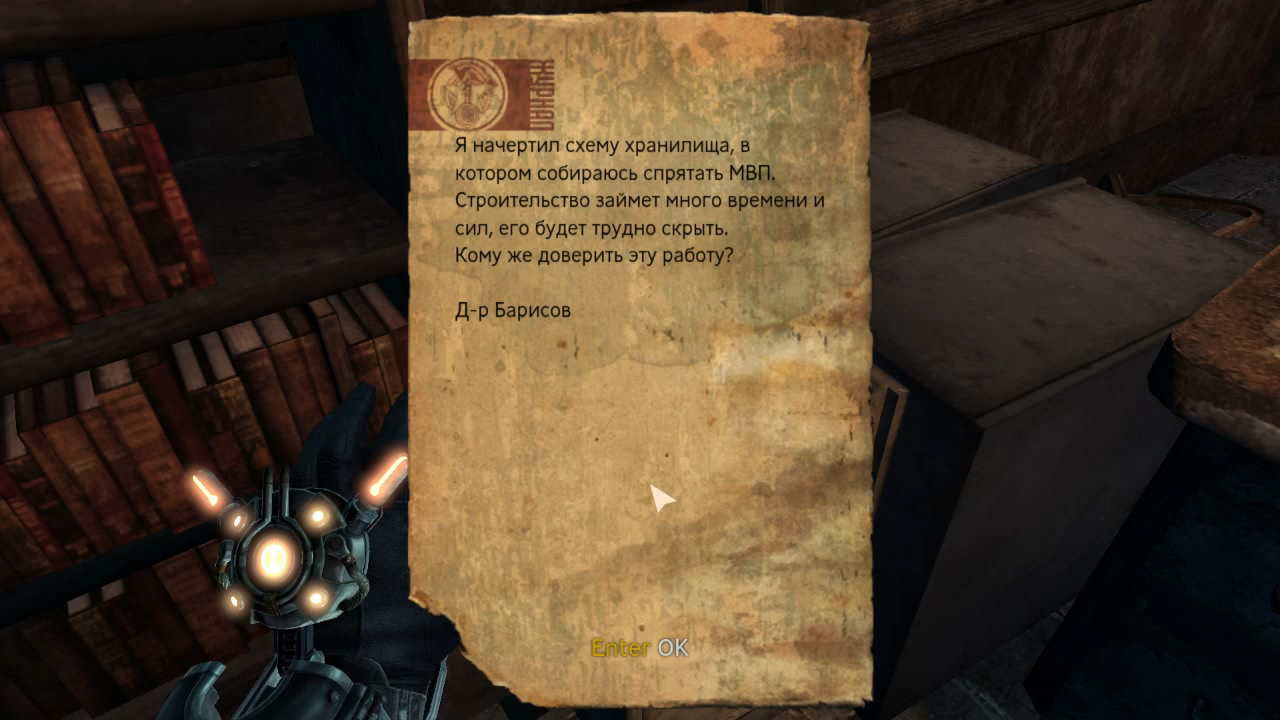 ЖУРНАЛ
Я начертил схему хранилища, в
котором собираюсь спрятать МВП.
Строительство займет много времени и
сил, его будет трудно скрыть.
Кому же доверить эту работу?
Д-р Барисов
Enter OK